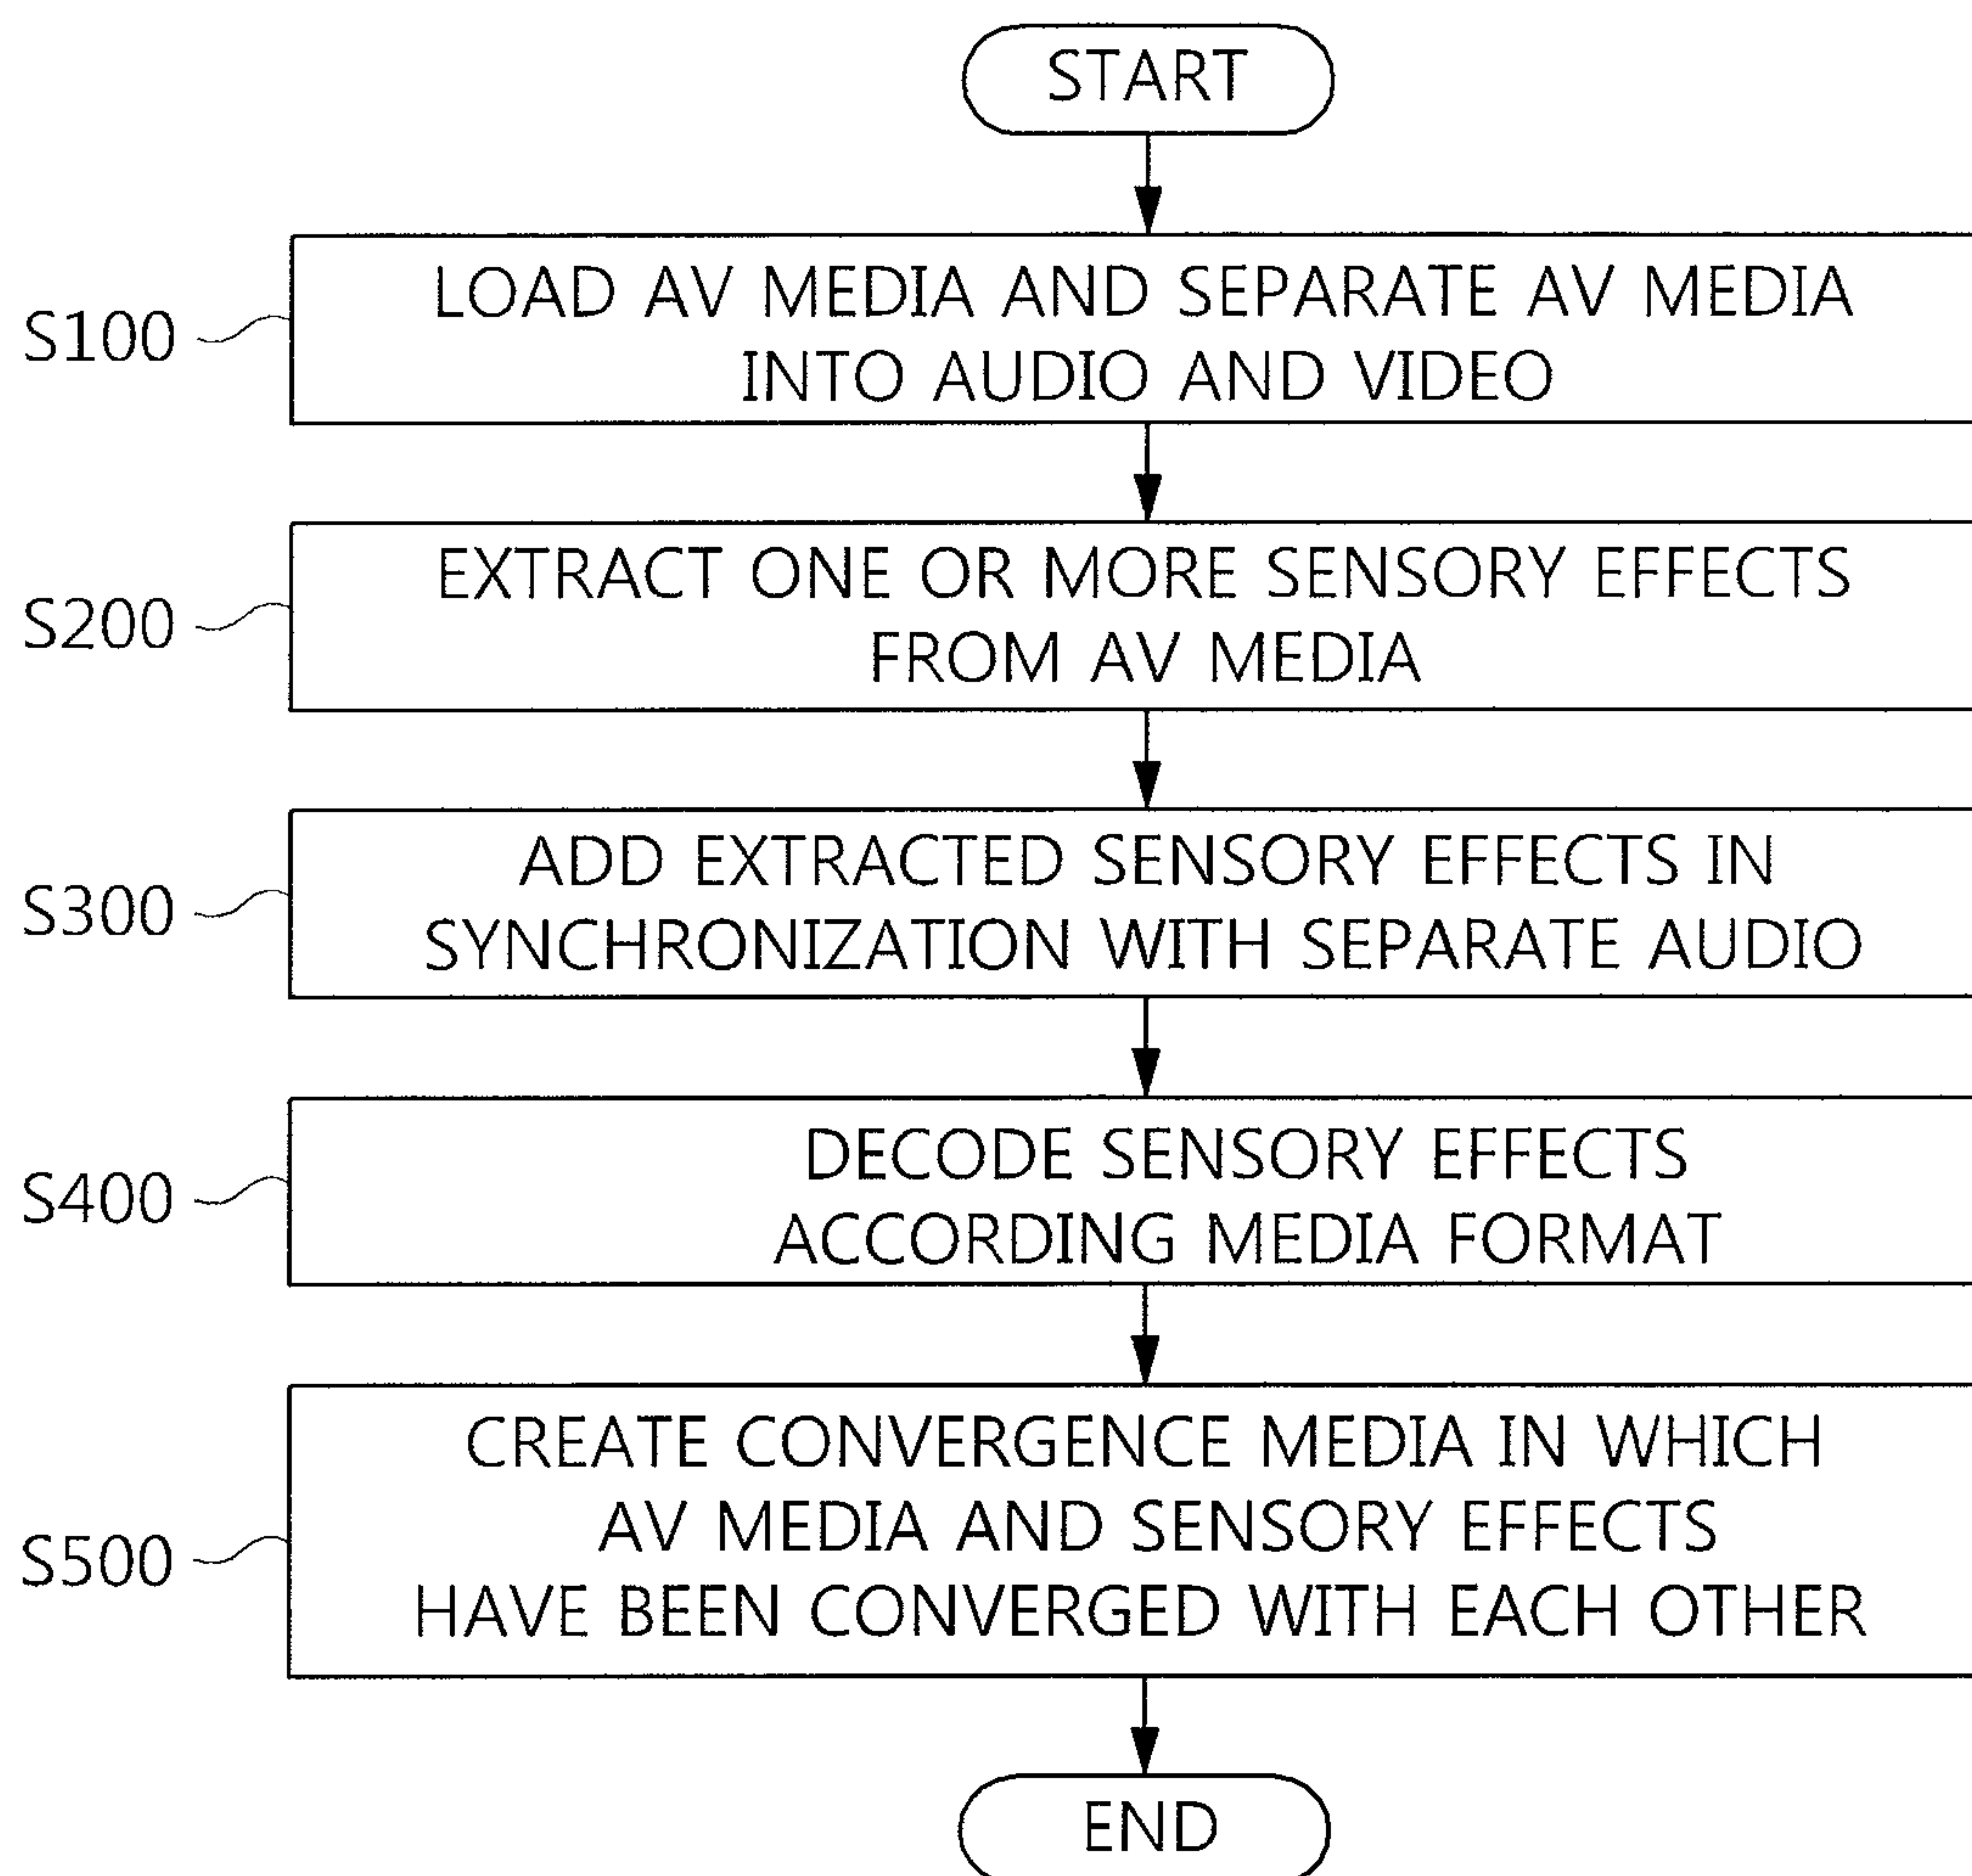 START
S100
LOAD AV MEDIA AND SEPARATE AV MEDIA
INTO AUDIO AND VIDEO
S200
EXTRACT ONE OR MORE SENSORY EFFECTS
FROM AV MEDIA
S300
ADD EXTRACTED SENSORY EFFECTS IN
SYNCHRONIZATION WITH SEPARATE AUDIO
S400
DECODE SENSORY EFFECTS
ACCORDING MEDIA FORMAT
S500
CREATE CONVERGENCE MEDIA IN WHICH
AV MEDIA AND SENSORY EFFECTS
HAVE BEEN CONVERGED WITH EACH OTHER
END